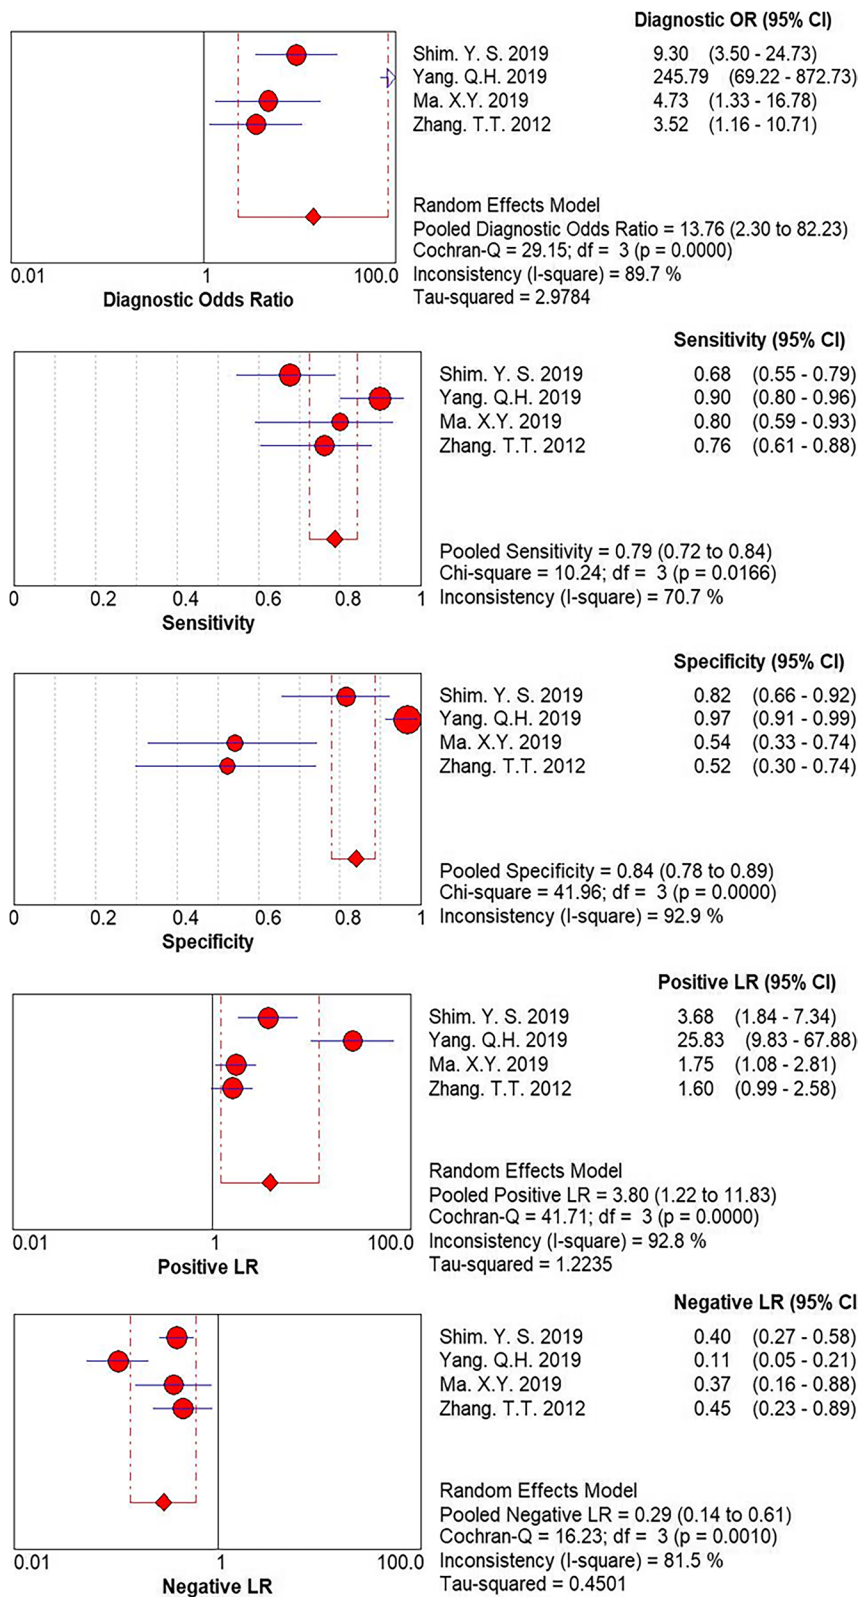 Diagnostic OR (95% CI)
Shim. Y. S. 2019 9.30 (3.50 - 24.73)
Yang. Q.H. 2019 245.79 (69.22 - 872.73)
Ma. X.Y. 2019 4.73 (1.33 - 16.78)
Zhang. T.T. 2012 3.52 (1.16 - 10.71)
Random Effects Model
Pooled Diagnostic Odds Ratio = 13.76 (2.30 to 82.23)
Cochran-Q = 29.15; df = 3 (p = 0.0000)
Inconsistency (I-square) = 89.7 %
Tau-squared = 2.9784
0.01 1 100.0
Diagnostic Odds Ratio
Sensitivity (95% CI)
Shim. Y. S. 2019 0.68 (0.55 - 0.79)
Yang. Q.H. 2019 0.90 (0.80 - 0.96)
Ma. X.Y. 2019 0.80 (0.59 - 0.93)
Zhang. T.T. 2012 0.76 (0.61 - 0.88)
Pooled Sensitivity = 0.79 (0.72 to 0.84)
Chi-square = 10.24; df = 3 (p = 0.0166)
Inconsistency (I-square) = 70.7 %
0 0.2 0.4 0.6 0.8 1
Sensitivity
Specificity (95% CI)
Shim. Y. S. 2019 0.82 (0.66 - 0.92)
Yang. Q.H. 2019 0.97 (0.91 - 0.99)
Ma. X.Y. 2019 0.54 (0.33 - 0.74)
Zhang. T.T. 2012 0.52 (0.30 - 0.74)
Pooled Specificity = 0.84 (0.78 to 0.89)
Chi-square = 41.96; df = 3 (p = 0.0000)
Inconsistency (I-square) = 92.9 %
0 0.2 0.4 0.6 0.8 1
Specificity
Positive LR (95% CI)
Shim. Y. S. 2019 3.68 (1.84 - 7.34)
Yang. Q.H. 2019 25.83 (9.83 - 67.88)
Ma. X.Y. 2019 1.75 (1.08 - 2.81)
Zhang. T.T. 2012 1.60 (0.99 - 2.58)
Random Effects Model
Pooled Positive LR = 3.80 (1.22 to 11.83)
Cochran-Q = 41.71; df = 3 (p = 0.0000)
Inconsistency (I-square) = 92.8 %
Tau-squared = 1.2235
0.01 1 100.0
Positive LR
Negative LR (95% CI
Shim. Y. S. 2019 0.40 (0.27 - 0.58)
Yang. Q.H. 2019 0.11 (0.05 - 0.21)
Ma. X.Y. 2019 0.37 (0.16 - 0.88)
Zhang. T.T. 2012 0.45 (0.23 - 0.89)
Random Effects Model
Pooled Negative LR = 0.29 (0.14 to 0.61)
Cochran-Q = 16.23; df = 3 (p = 0.0010)
Inconsistency (I-square) = 81.5 %
Tau-squared = 0.4501
0.01 1 100.0
Negative LR